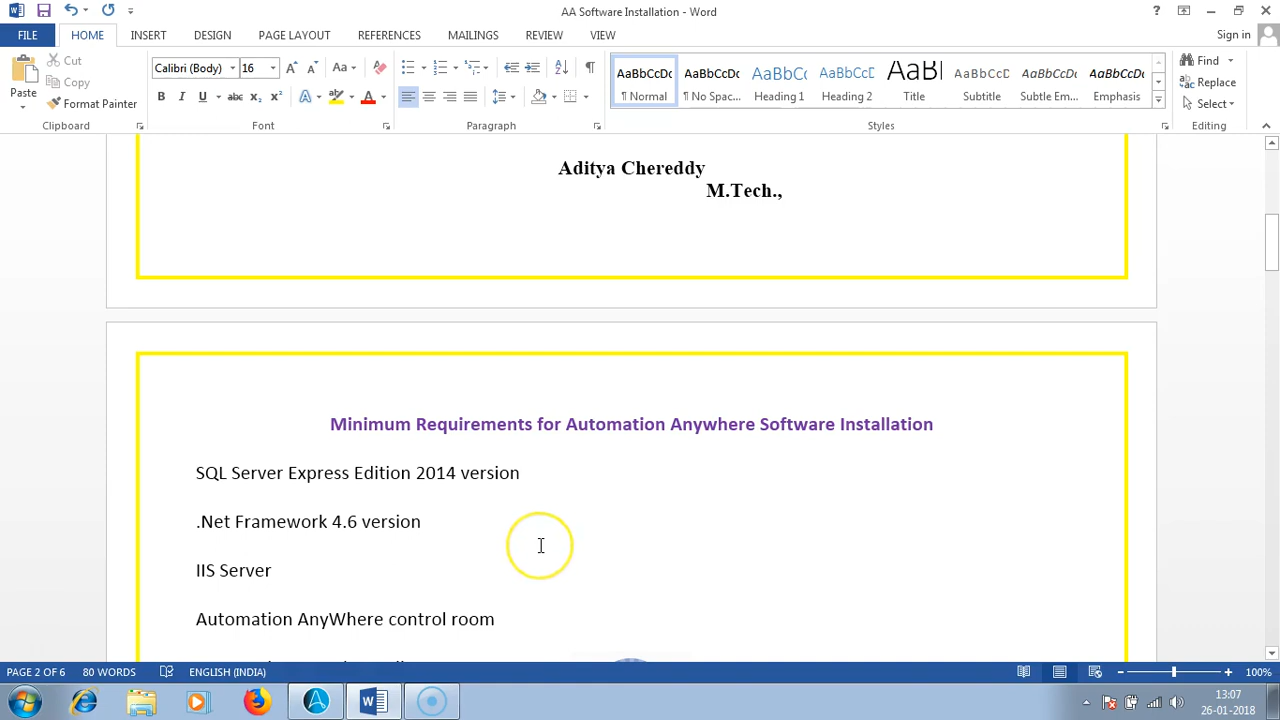 AA Software Installation - Word
FILE
HOME
INSERT
DESIGN
PAGE LAYOUT
REFERENCES
MAILINGS
REVIEW
VIEW
Sign in
Paste
Cut
Copy
Format Painter
Clipboard
Calibri (Body)
16
Font
Paragraph
AaBbCcDc
¶ Normal
AaBbCcDc
¶ No Spac...
AaBbCc
Heading 1
AaBbCcD
Heading 2
AaBl
Title
AaBbCcD
Subtitle
AaBbCcDc
Subtle Em...
AaBbCcDc
Emphasis
Styles
Find
Replace
Select
Editing
Aditya Chereddy
M.Tech.,
Minimum Requirements for Automation Anywhere Software Installation
SQL Server Express Edition 2014 version
.Net Framework 4.6 version
IIS Server
Automation AnyWhere control room
PAGE 2 OF 6
80 WORDS
ENGLISH (INDIA)
100%
13:07
26-01-2018